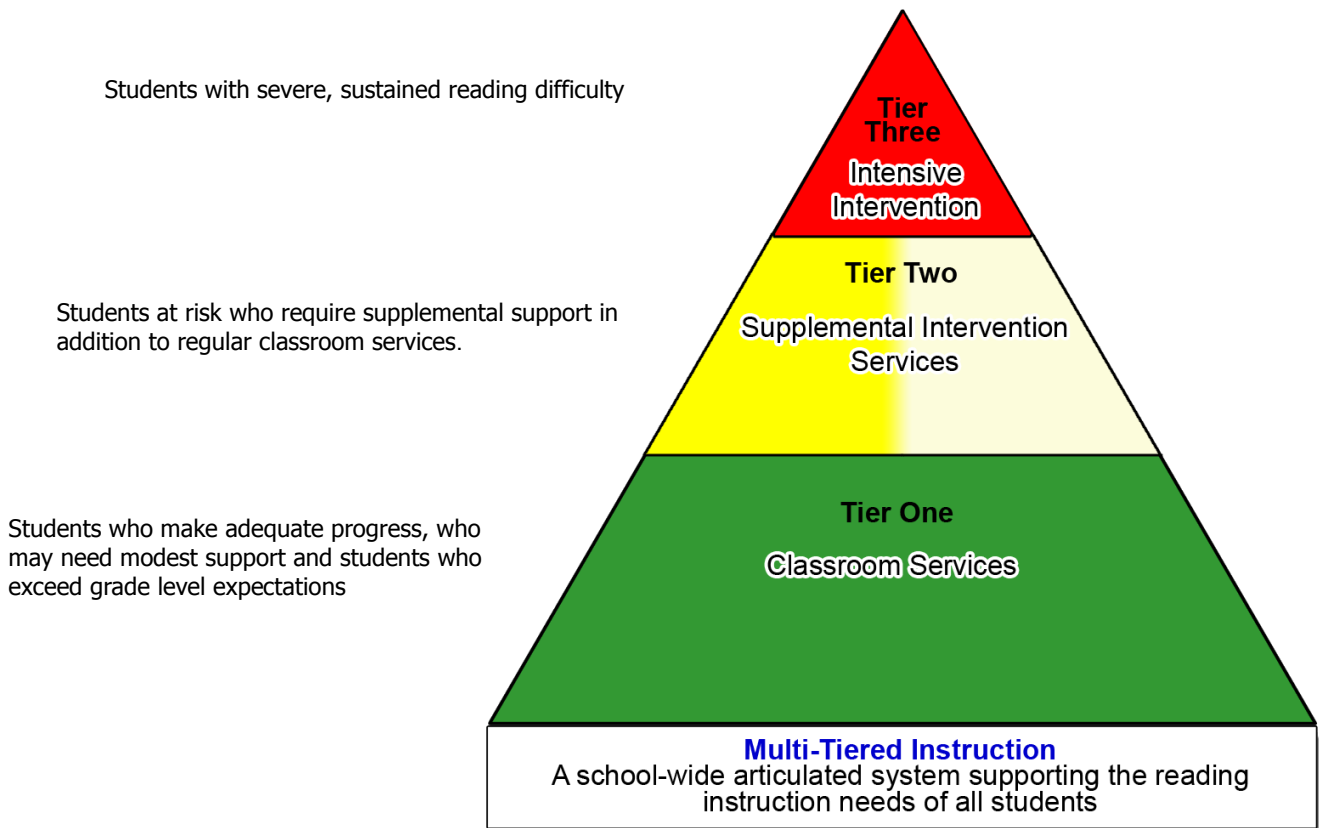 Students with severe, sustained reading difficulty
Tier
Three
Intensive
Intervention
Students at risk who require supplemental support in
addition to regular classroom services.
Tier Two
Supplemental Intervention
Services
Students who make adequate progress, who
may need modest support and students who
exceed grade level expectations
Tier One
Classroom Services
Multi-Tiered Instruction
A school-wide articulated system supporting the reading
instruction needs of all students